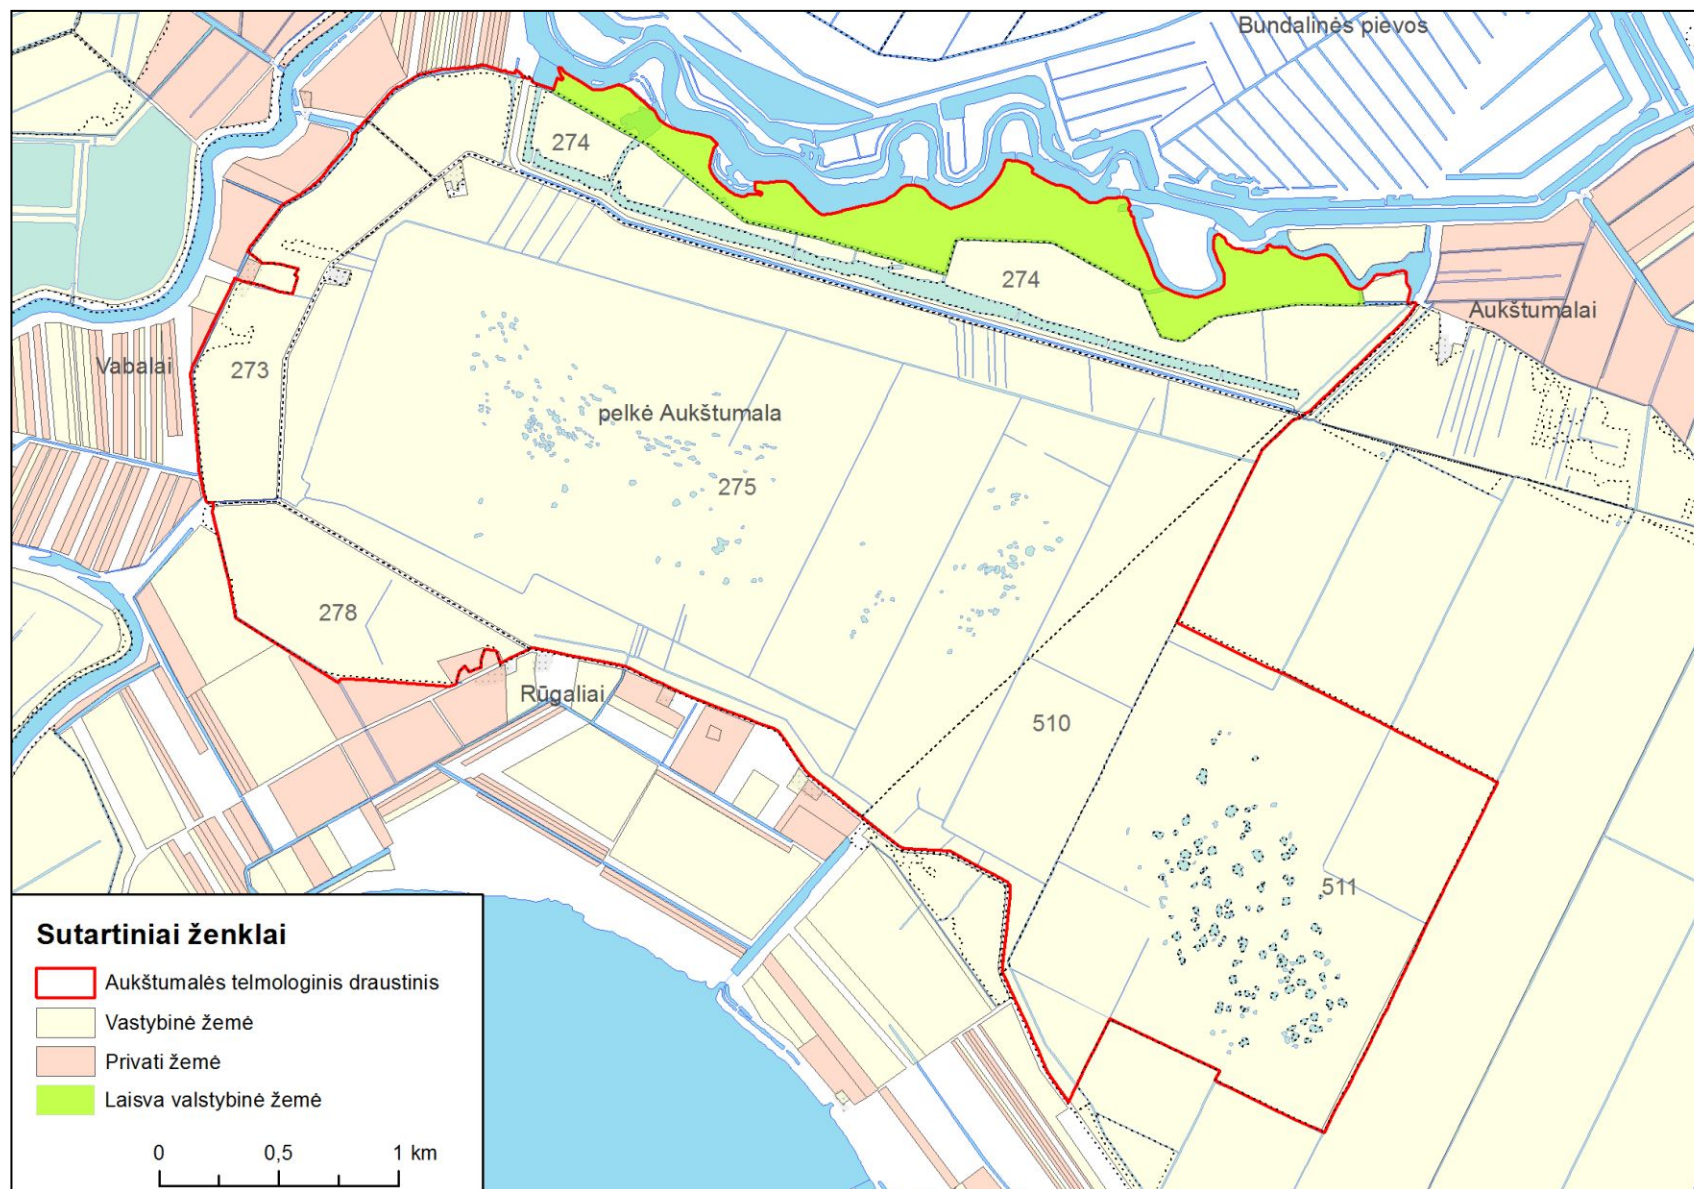 Bundalinės pievos
274
274
Aukštumalai
Vabalai
273
pelkė Aukštumala
275
278
Rūgaliai
510
511
Sutartiniai ženklai
Aukštumalės telmologinis draustinis
Vastybinė žemė
Privati žemė
Laisva valstybinė žemė
0 0,5 1 km